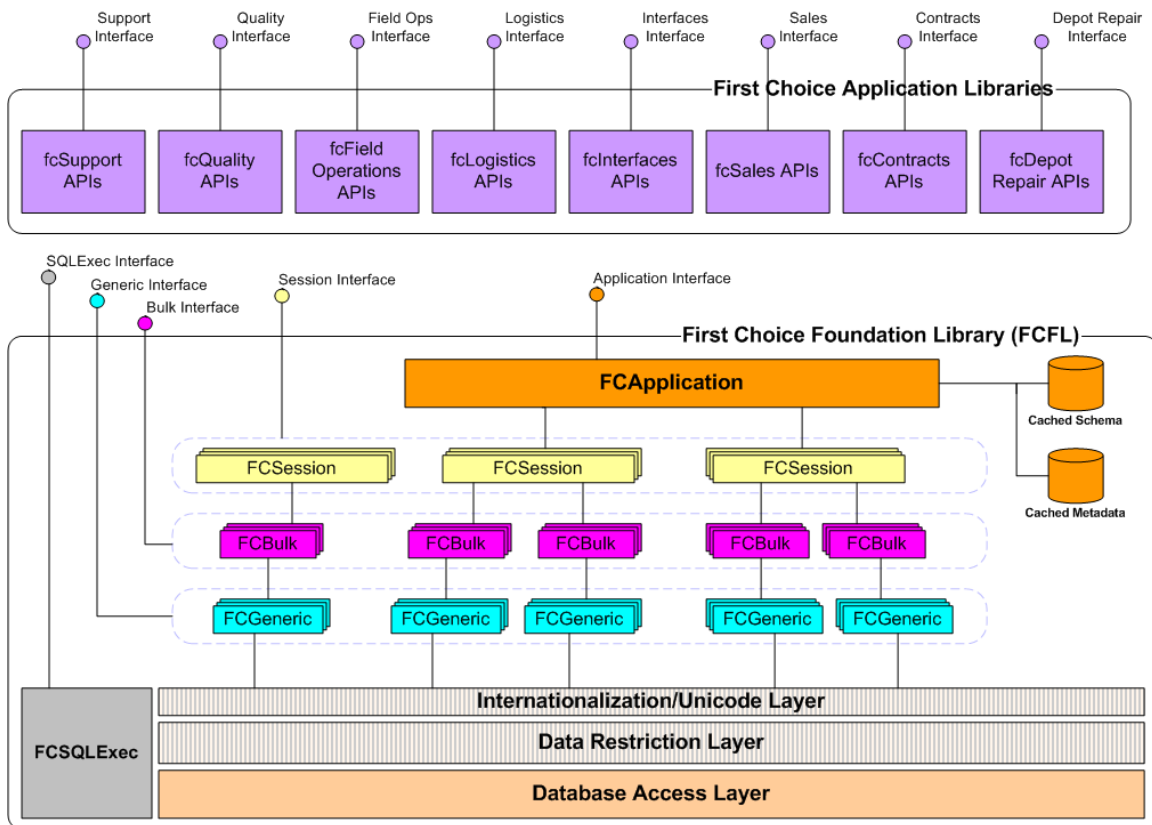 Support
Interface
Quality
Interface
Field Ops
Interface
Logistics
Interface
Interfaces
Interface
Sales
Interface
Contracts
Interface
Depot Repair
Interface
First Choice Application Libraries
fcSupport
APIs
fcQuality
APIs
fcField
Operations
APIs
fcLogistics
APIs
fcInterfaces
APIs
fcSales APIs
fcContracts
APIs
fcDepot
Repair APIs
SQLExec Interface
Generic Interface
Bulk Interface
Session Interface
Application Interface
First Choice Foundation Library (FCFL)
FCApplication
Cached Schema
Cached Metadata
FCSession
FCSession
FCSession
FCBulk
FCBulk
FCBulk
FCBulk
FCBulk
FCGeneric
FCGeneric
FCGeneric
FCGeneric
FCGeneric
FCSQLExec
Internationalization/Unicode Layer
Data Restriction Layer
Database Access Layer